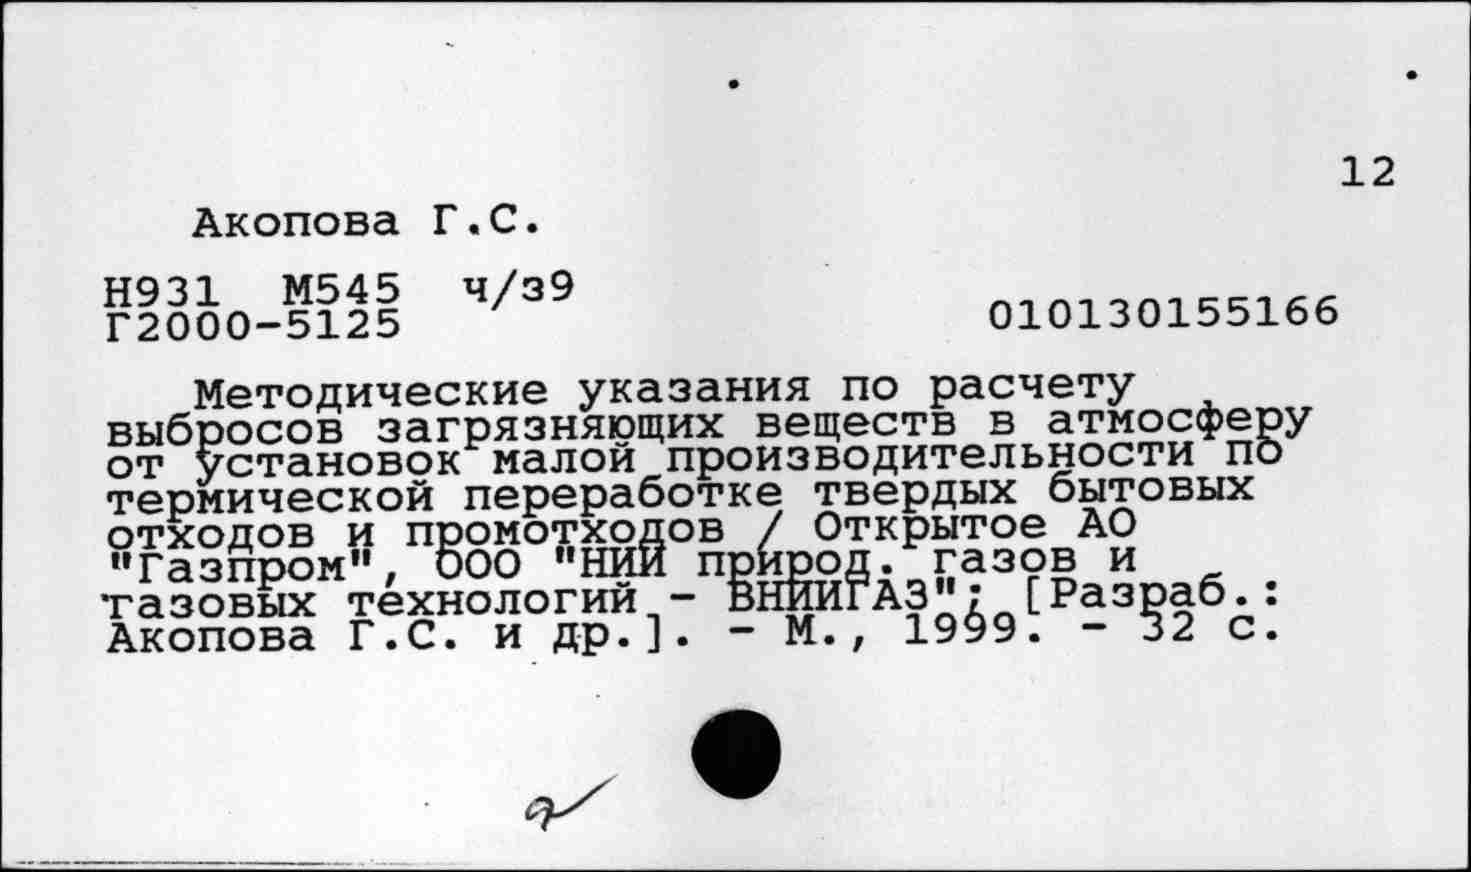 12
Акопова Г.С.
Н931 М545 ч/з9
Г2000-5125
010130155166
Методические указания по расчету
выбросов загрязняющих веществ в атмосферу
от установок малой производительности по
термической переработке твердых бытовых
отходов и промотходов / Открытое АО
"Газпром", ООО "НИИ природ. газов и
газовых технологий - ВНИИГАЗ"; [Разраб.:
Акопова Г.С. и др.]. - М., 1999. - 32 с.